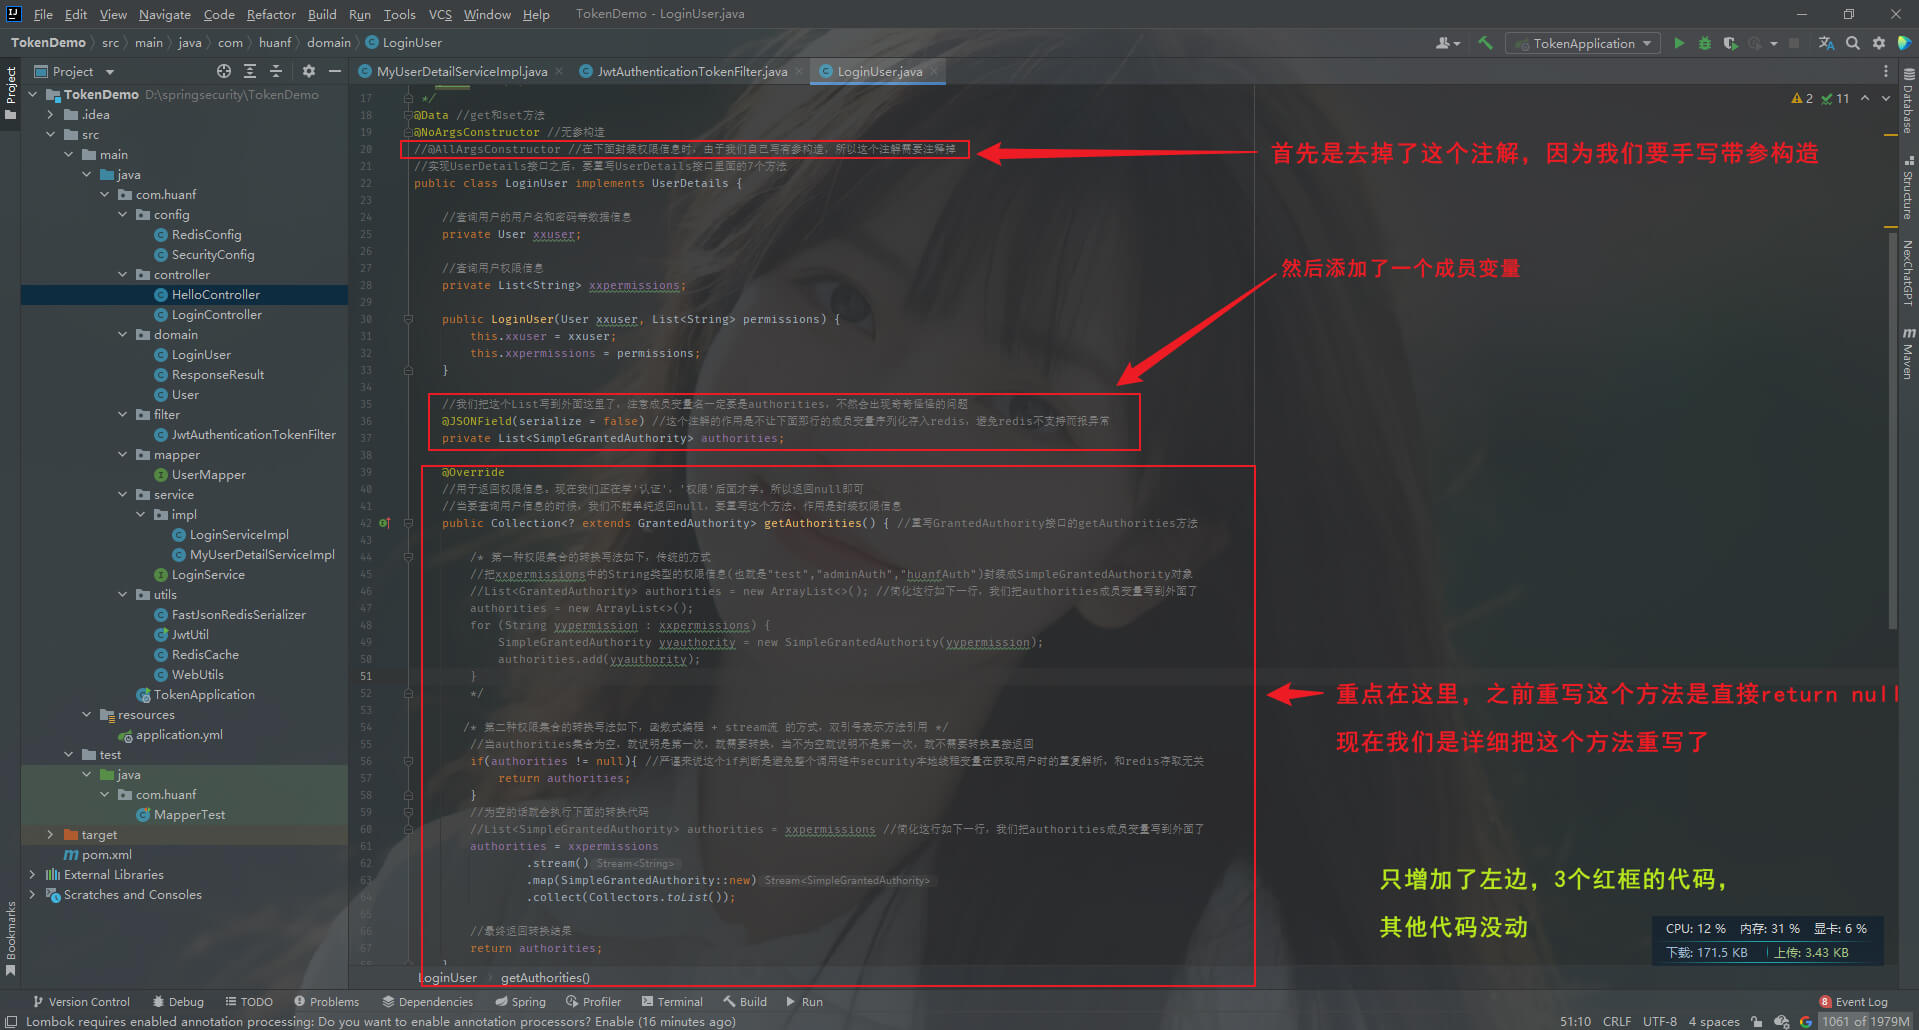 File Edit View Navigate Code Refactor Build Run Tools VCS Window Help TokenDemo - LoginUser.java
TokenDemo src main java com huanf domain LoginUser
TokenApplication
Project
MyUserDetailServiceImpl.java JwtAuthenticationTokenFilter.java LoginUser.java
Project
TokenDemo D:\springsecurity\TokenDemo
.idea
src
main
java
com.huanf
config
RedisConfig
SecurityConfig
controller
HelloController
LoginController
domain
LoginUser
ResponseResult
User
filter
JwtAuthenticationTokenFilter
mapper
UserMapper
service
impl
LoginServiceImpl
MyUserDetailServiceImpl
LoginService
utils
FastJsonRedisSerializer
JwtUtil
RedisCache
WebUtils
TokenApplication
resources
application.yml
test
java
com.huanf
MapperTest
target
pom.xml
External Libraries
Scratches and Consoles
Bookmarks
2 11
17 */
18 @Data //get和set方法
19 @NoArgsConstructor //无参构造
20 //@AllArgsConstructor //在下面封装权限信息时，由于我们自己写有参构造，所以这个注解需要注释掉
21 //实现UserDetails接口之后，要重写UserDetails接口里面的7个方法
22 public class LoginUser implements UserDetails {
23
24 //查询用户的用户名和密码等数据信息
25 private User xxuser;
26
27 //查询用户权限信息
28 private List<String> xxpermissions;
29
30 public LoginUser(User xxuser, List<String> permissions) {
31 this.xxuser = xxuser;
32 this.xxpermissions = permissions;
33 }
34
35 //我们把这个List写到外面这里了，注意成员变量名一定要是authorities，不然会出现奇奇怪怪的问题
36 @JSONField(serialize = false) //这个注解的作用是不让下面那行的成员变量序列化存入redis，避免redis不支持而报异常
37 private List<SimpleGrantedAuthority> authorities;
38
39 @Override
40 //用于返回权限信息。现在我们正在学'认证'，'权限'后面才学。所以返回null即可
41 //当要查询用户信息的时候，我们不能单纯返回null，要重写这个方法，作用是封装权限信息
42 public Collection<? extends GrantedAuthority> getAuthorities() { //重写GrantedAuthority接口的getAuthorities方法
43
44 /* 第一种权限集合的转换写法如下，传统的方式
45 //把xxpermissions中的String类型的权限信息(也就是"test","adminAuth","huanfAuth")封装成SimpleGrantedAuthority对象
46 //List<GrantedAuthority> authorities = new ArrayList<>(); //简化这行如下一行，我们把authorities成员变量写到外面了
47 authorities = new ArrayList<>();
48 for (String yypermission : xxpermissions) {
49 SimpleGrantedAuthority yyauthority = new SimpleGrantedAuthority(yypermission);
50 authorities.add(yyauthority);
51 }
52 */
53
54 /* 第二种权限集合的转换写法如下，函数式编程 + stream流 的方式，双引号表示方法引用 */
55 //当authorities集合为空，就说明是第一次，就需要转换，当不为空就说明不是第一次，就不需要转换直接返回
56 if(authorities != null){ //严谨来说这个if判断是避免整个调用链中security本地线程变量在获取用户时的重复解析，和redis存取无关
57 return authorities;
58 }
59 //为空的话就会执行下面的转换代码
60 //List<SimpleGrantedAuthority> authorities = xxpermissions //简化这行如下一行，我们把authorities成员变量写到外面了
61 authorities = xxpermissions
62 .stream() Stream<String>
63 .map(SimpleGrantedAuthority::new) Stream<SimpleGrantedAuthority>
64 .collect(Collectors.toList());
65
66 //最终返回转换结果
67 return authorities;
LoginUser getAuthorities()
首先是去掉了这个注解，因为我们要手写带参构造
然后添加了一个成员变量
重点在这里，之前重写这个方法是直接return null
现在我们是详细把这个方法重写了
只增加了左边，3个红框的代码，
其他代码没动
CPU: 12 % 内存: 31 % 显卡: 6 %
下载: 171.5 KB 上传: 3.43 KB
Database
Structure
NexChatGPT
Maven
Version Control Debug TODO Problems Dependencies Spring Profiler Terminal Build Run 8 Event Log
Lombok requires enabled annotation processing: Do you want to enable annotation processors? Enable (16 minutes ago) 51:10 CRLF UTF-8 4 spaces 1061 of 1979M